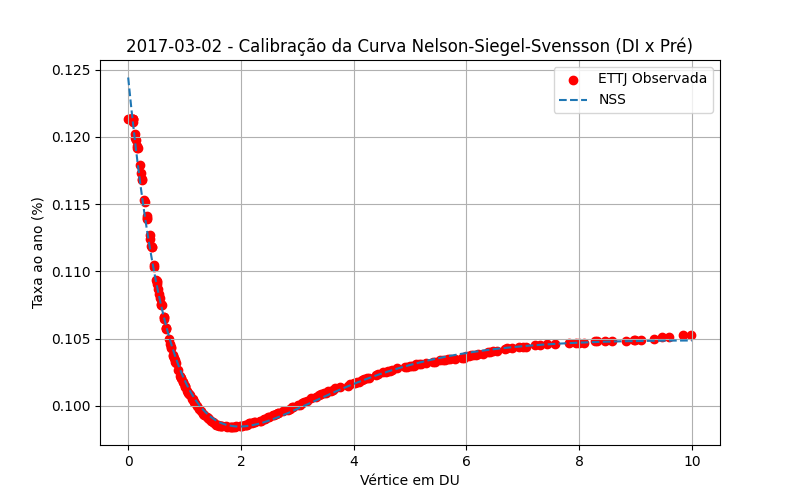 2017-03-02 - Calibração da Curva Nelson-Siegel-Svensson (DI x Pré)
ETTJ Observada
NSS
Taxa ao ano (%)
0.125
0.120
0.115
0.110
0.105
0.100
0
2
4
6
8
10
Vértice em DU